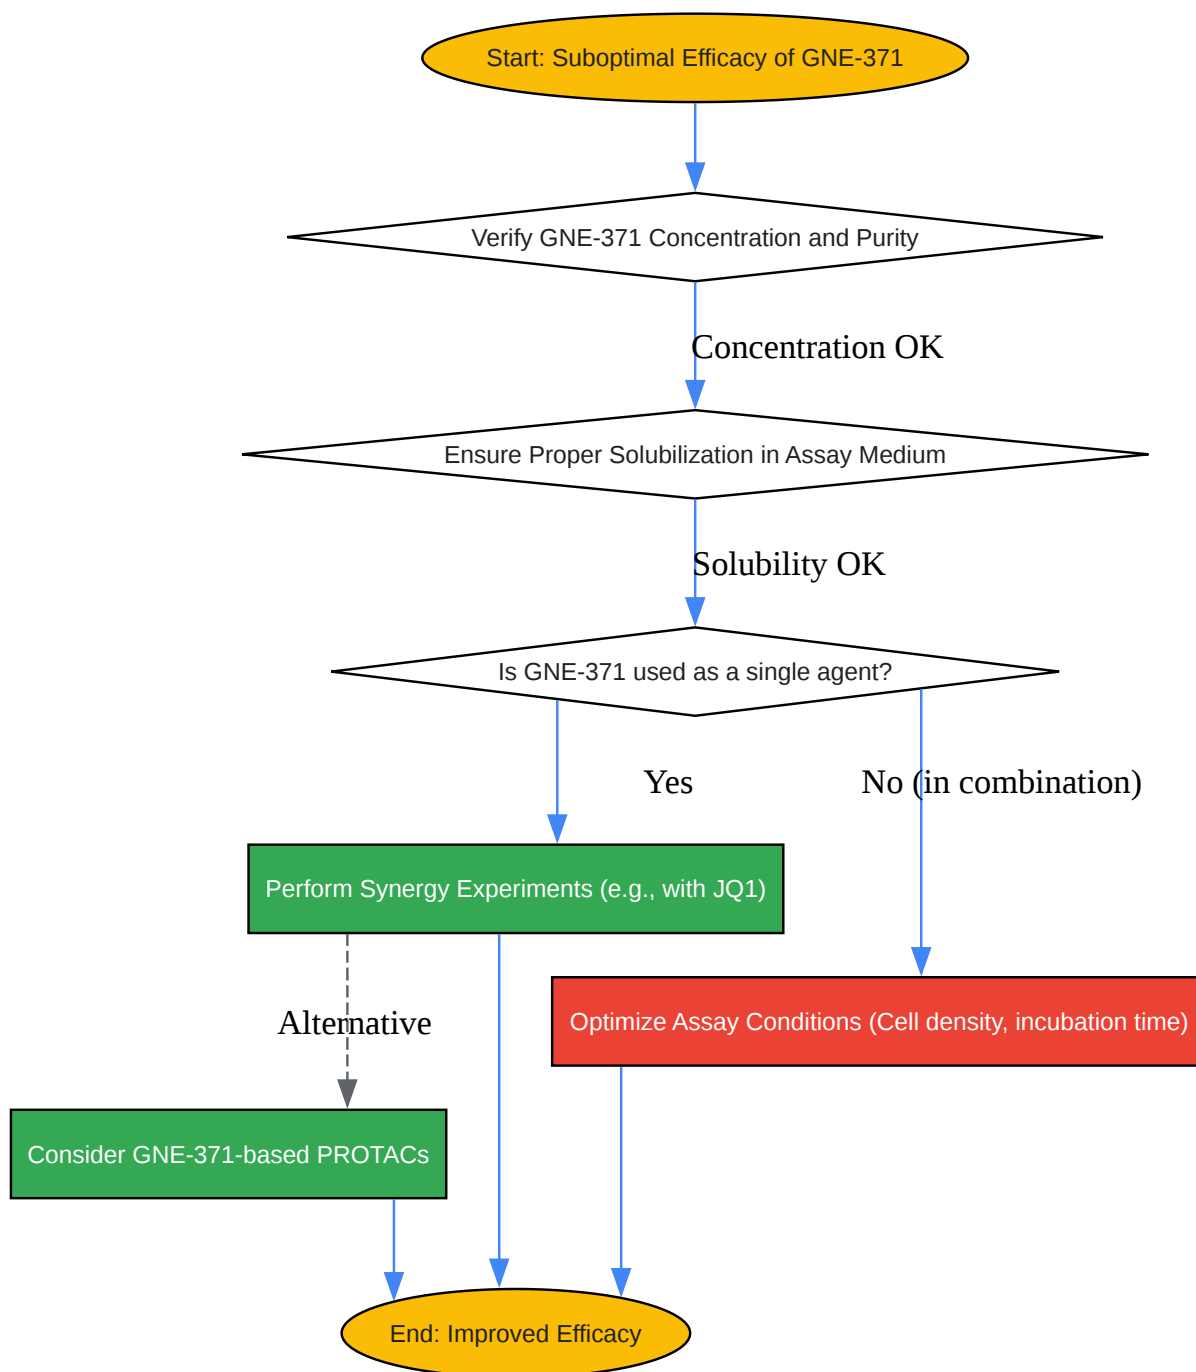 Start: Suboptimal Efficacy of GNE-371
Verify GNE-371 Concentration and Purity
Concentration OK
Ensure Proper Solubilization in Assay Medium
Solubility OK
Is GNE-371 used as a single agent?
Yes
No (in combination)
Perform Synergy Experiments (e.g., with JQ1)
Optimize Assay Conditions (Cell density, incubation time)
Alternative
Consider GNE-371-based PROTACs
End: Improved Efficacy